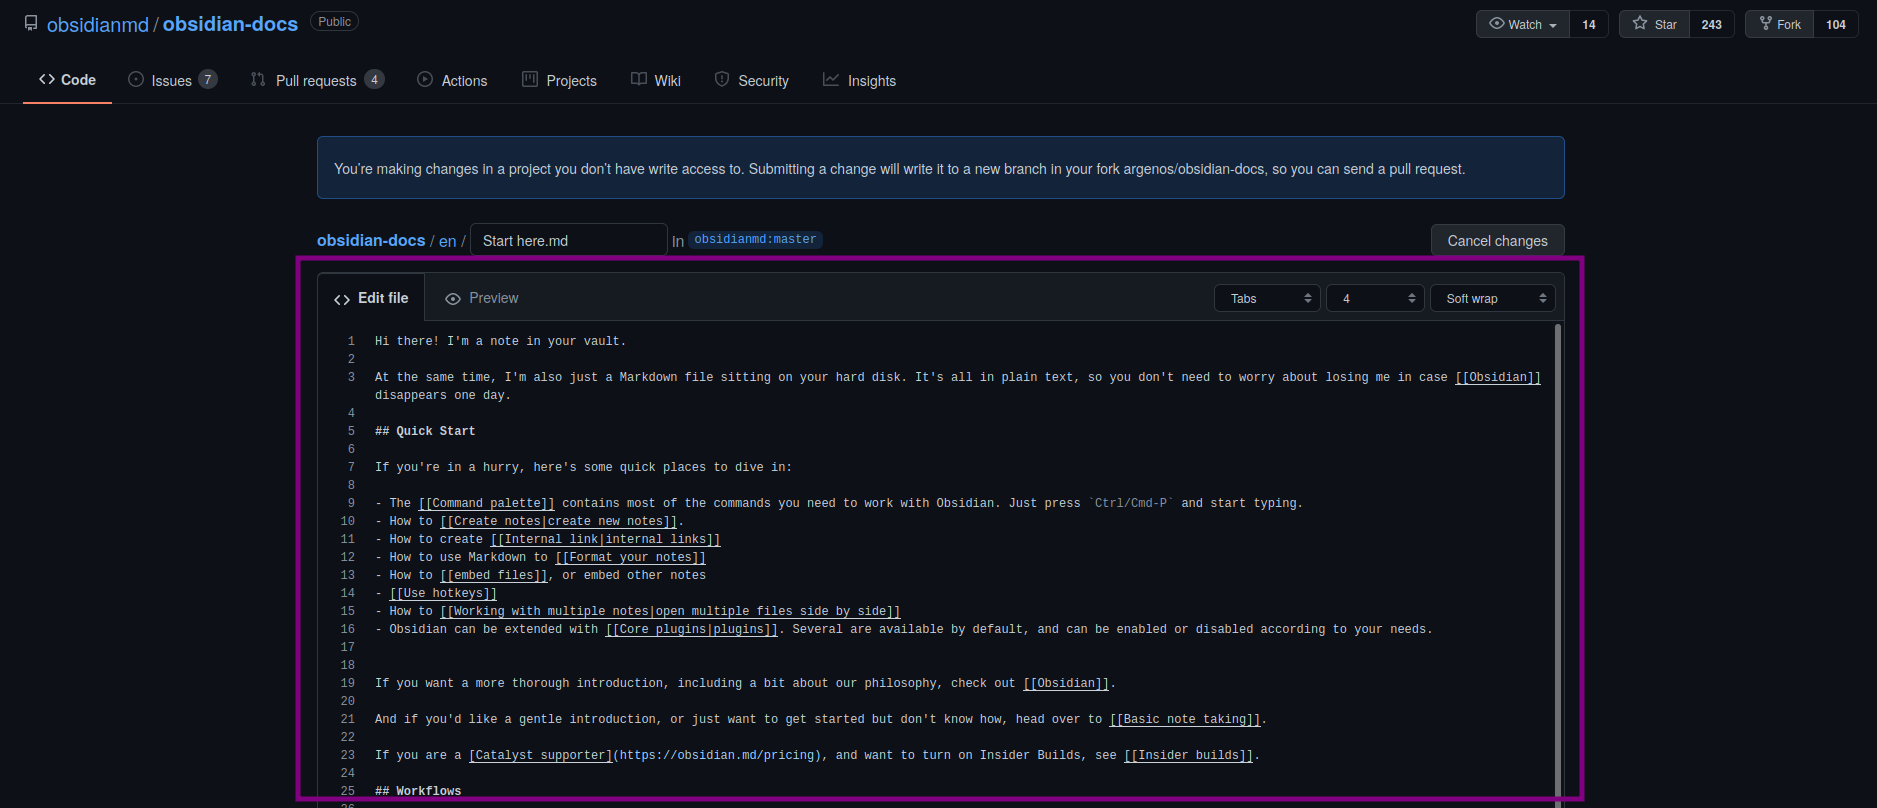 obsidianmd / obsidian-docs Public
Watch 14 Star 243 Fork 104
Code Issues 7 Pull requests 4 Actions Projects Wiki Security Insights
You're making changes in a project you don't have write access to. Submitting a change will write it to a new branch in your fork argenos/obsidian-docs, so you can send a pull request.
obsidian-docs / en / Start here.md in obsidianmd:master Cancel changes
Edit file Preview Tabs 4 Soft wrap
1 Hi there! I'm a note in your vault.
2
3 At the same time, I'm also just a Markdown file sitting on your hard disk. It's all in plain text, so you don't need to worry about losing me in case [[Obsidian]]
disappears one day.
4
5 ## Quick Start
6
7 If you're in a hurry, here's some quick places to dive in:
8
9 - The [[Command palette]] contains most of the commands you need to work with Obsidian. Just press `Ctrl/Cmd-P` and start typing.
10 - How to [[Create notes|create new notes]].
11 - How to create [[Internal link|internal links]]
12 - How to use Markdown to [[Format your notes]]
13 - How to [[embed files]], or embed other notes
14 - [[Use hotkeys]]
15 - How to [[Working with multiple notes|open multiple files side by side]]
16 - Obsidian can be extended with [[Core plugins|plugins]]. Several are available by default, and can be enabled or disabled according to your needs.
17
18
19 If you want a more thorough introduction, including a bit about our philosophy, check out [[Obsidian]].
20
21 And if you'd like a gentle introduction, or just want to get started but don't know how, head over to [[Basic note taking]].
22
23 If you are a [Catalyst supporter](https://obsidian.md/pricing), and want to turn on Insider Builds, see [[Insider builds]].
24
25 ## Workflows
26